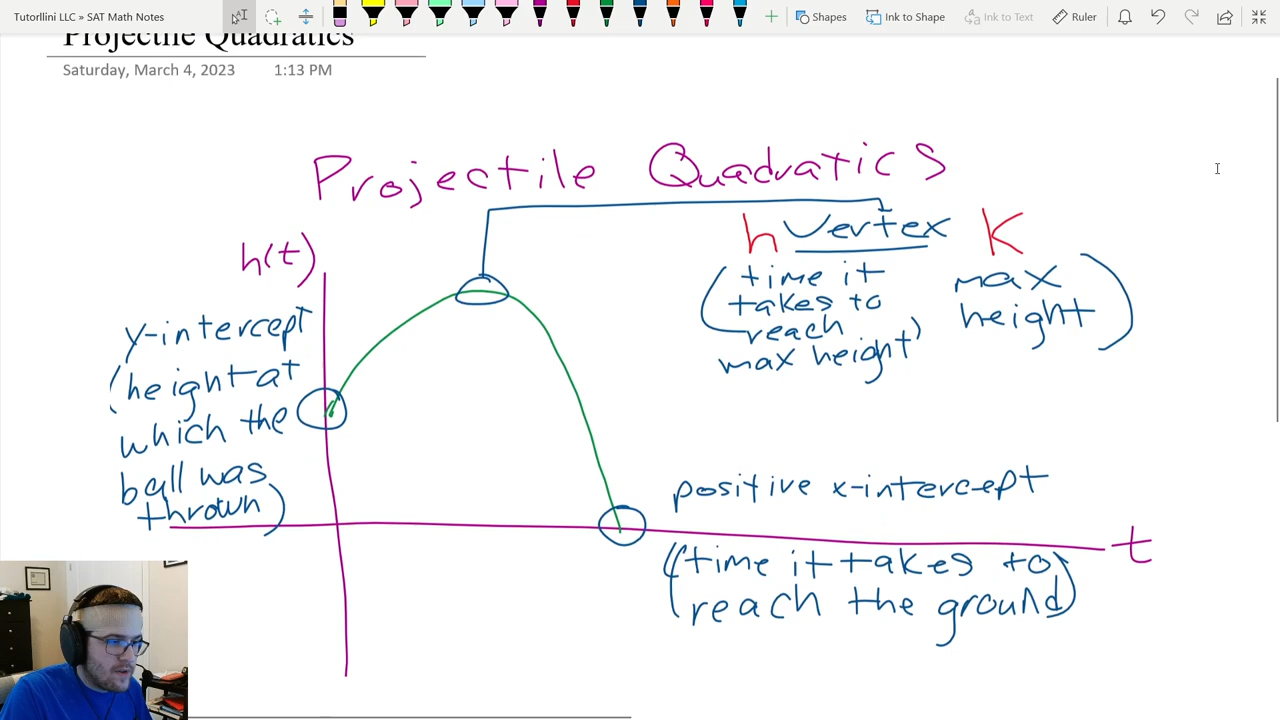 Tutorllini LLC » SAT Math Notes
Shapes
Ink to Shape
Ink to Text
Ruler
Projectile Quadratics
Saturday, March 4, 2023 1:13 PM
Projectile Quadratics
h Vertex K
(time it
takes to
reach
max height,
max
height)
h(t)
y-intercept
(height at
which the
ball was
thrown)
positive x-intercept
t
(time it takes to
reach the ground)